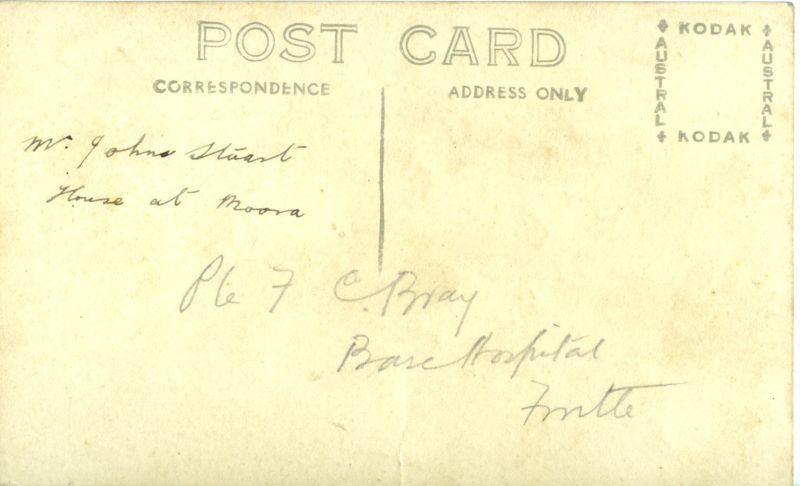 POST CARD
CORRESPONDENCE
ADDRESS ONLY
KODAK
AUSTRAL
AUSTRAL
KODAK
Mr. Johns Stuart
House at Moora
Pte F C. Bray
Base Hospital